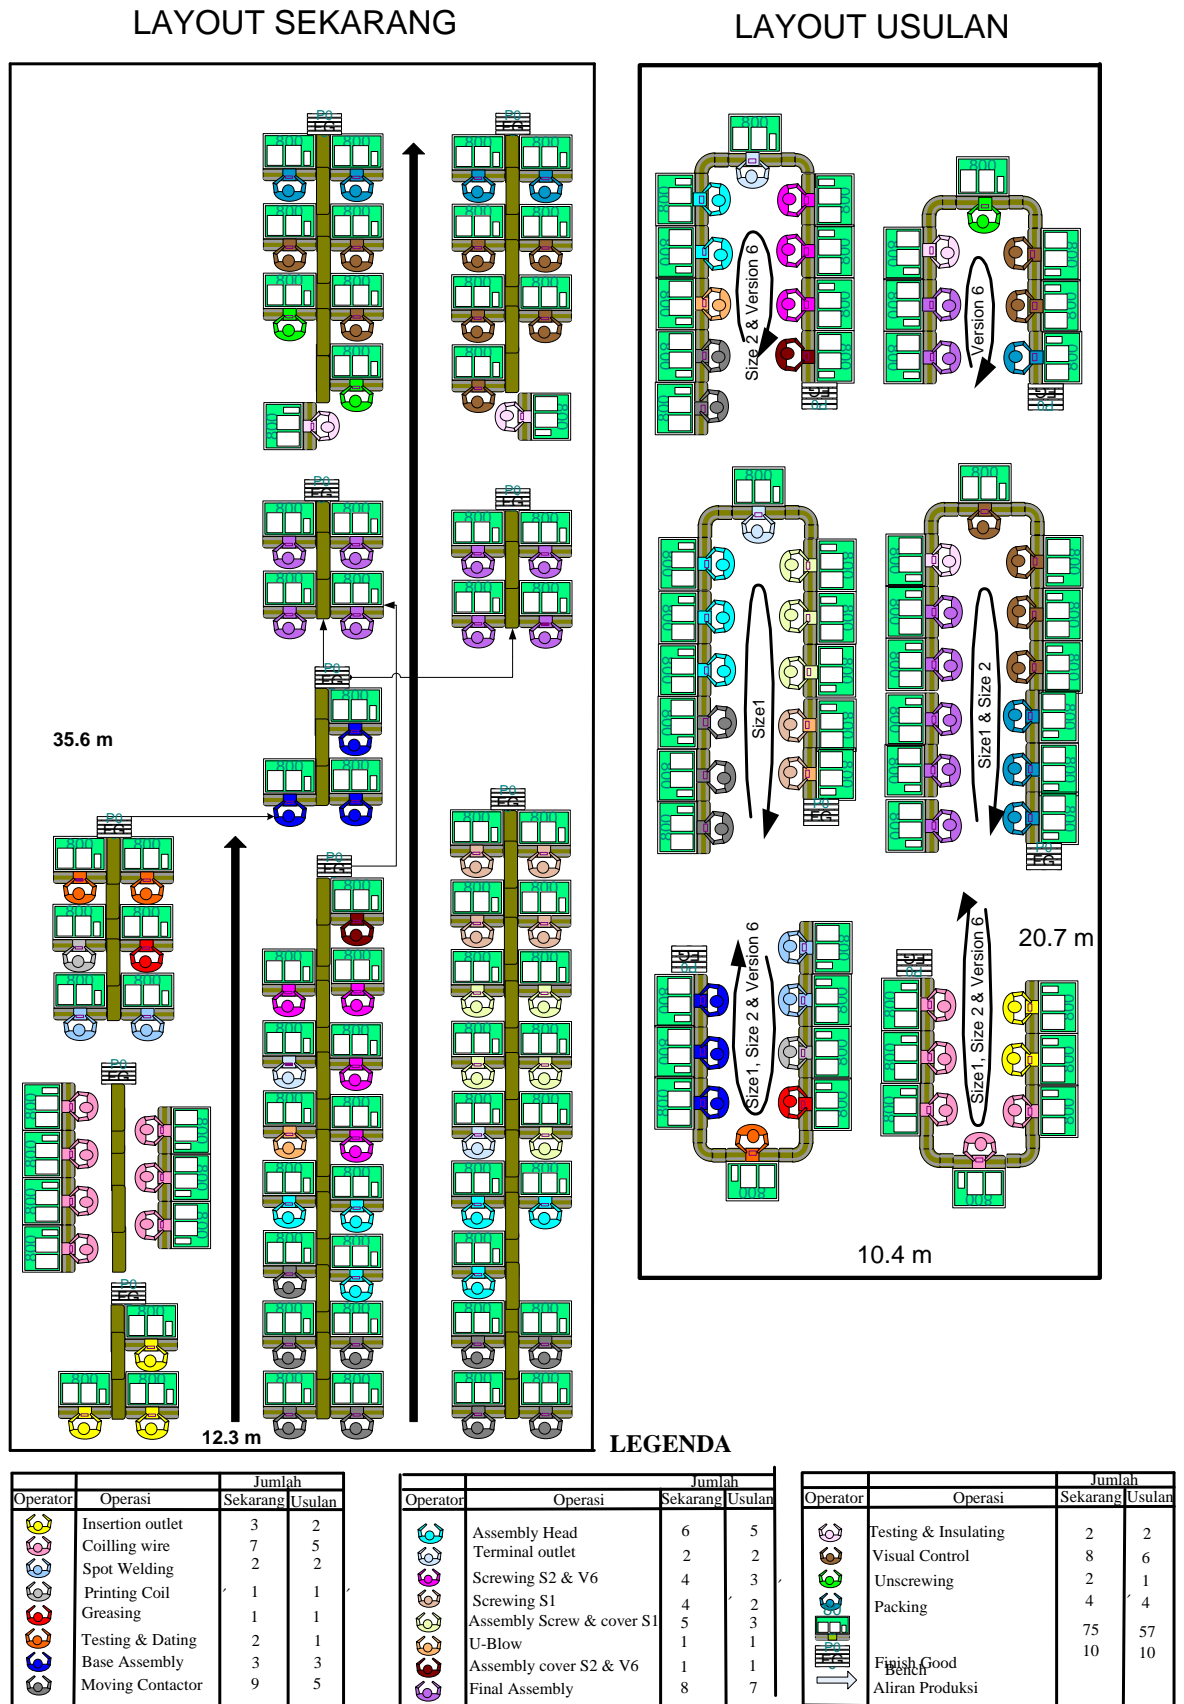 LAYOUT SEKARANG
LAYOUT USULAN
35.6 m
12.3 m
Size 2 & Version 6
Version 6
Size1
Size1 & Size 2
Size1, Size 2 & Version 6
Size1, Size 2 & Version 6
20.7 m
10.4 m
LEGENDA
Jumlah
Operator Operasi Sekarang Usulan
Insertion outlet 3 2
Coilling wire 7 5
Spot Welding 2 2
Printing Coil 1 1
Greasing 1 1
Testing & Dating 2 1
Base Assembly 3 3
Moving Contactor 9 5
Jumlah
Operator Operasi Sekarang Usulan
Assembly Head 6 5
Terminal outlet 2 2
Screwing S2 & V6 4 3
Screwing S1 4 2
Assembly Screw & cover S1 5 3
U-Blow 1 1
Assembly cover S2 & V6 1 1
Final Assembly 8 7
Jumlah
Operator Operasi Sekarang Usulan
Testing & Insulating 2 2
Visual Control 8 6
Unscrewing 2 1
Packing 4 4
75 57
10 10
Finish Good
Bench
Aliran Produksi